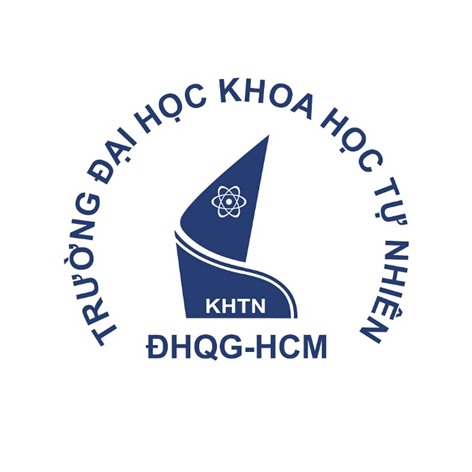 TRƯỜNG ĐẠI HỌC KHOA HỌC TỰ NHIÊN
KHTN
ĐHQG-HCM